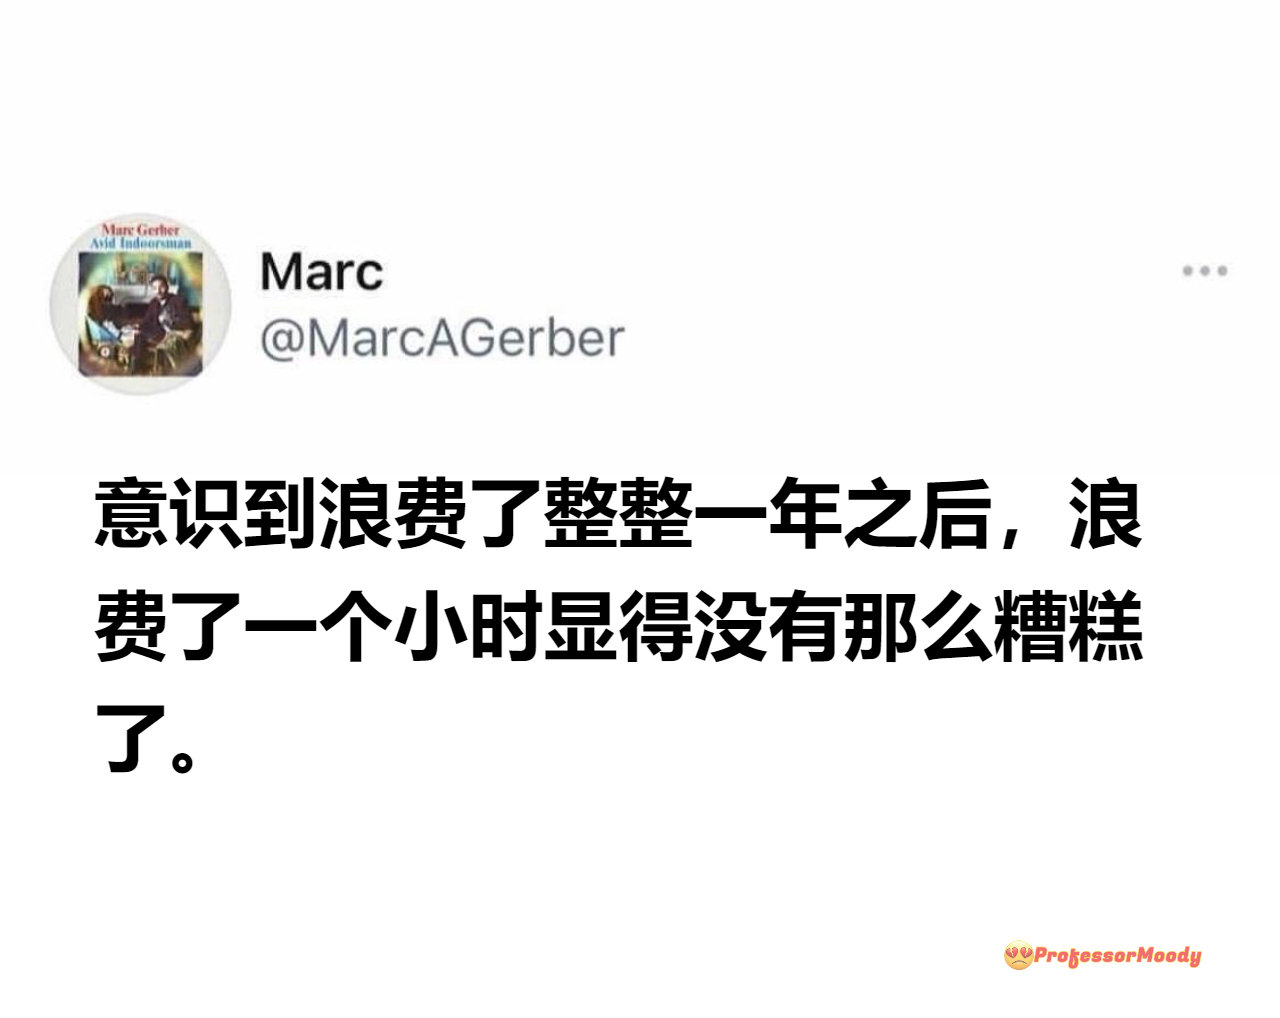 Marc Gerber
Avid Indoorsman
Marc
@MarcAGerber
意识到浪费了整整一年之后，浪
费了一个小时显得没有那么糟糕
了。
ProfessorMoody